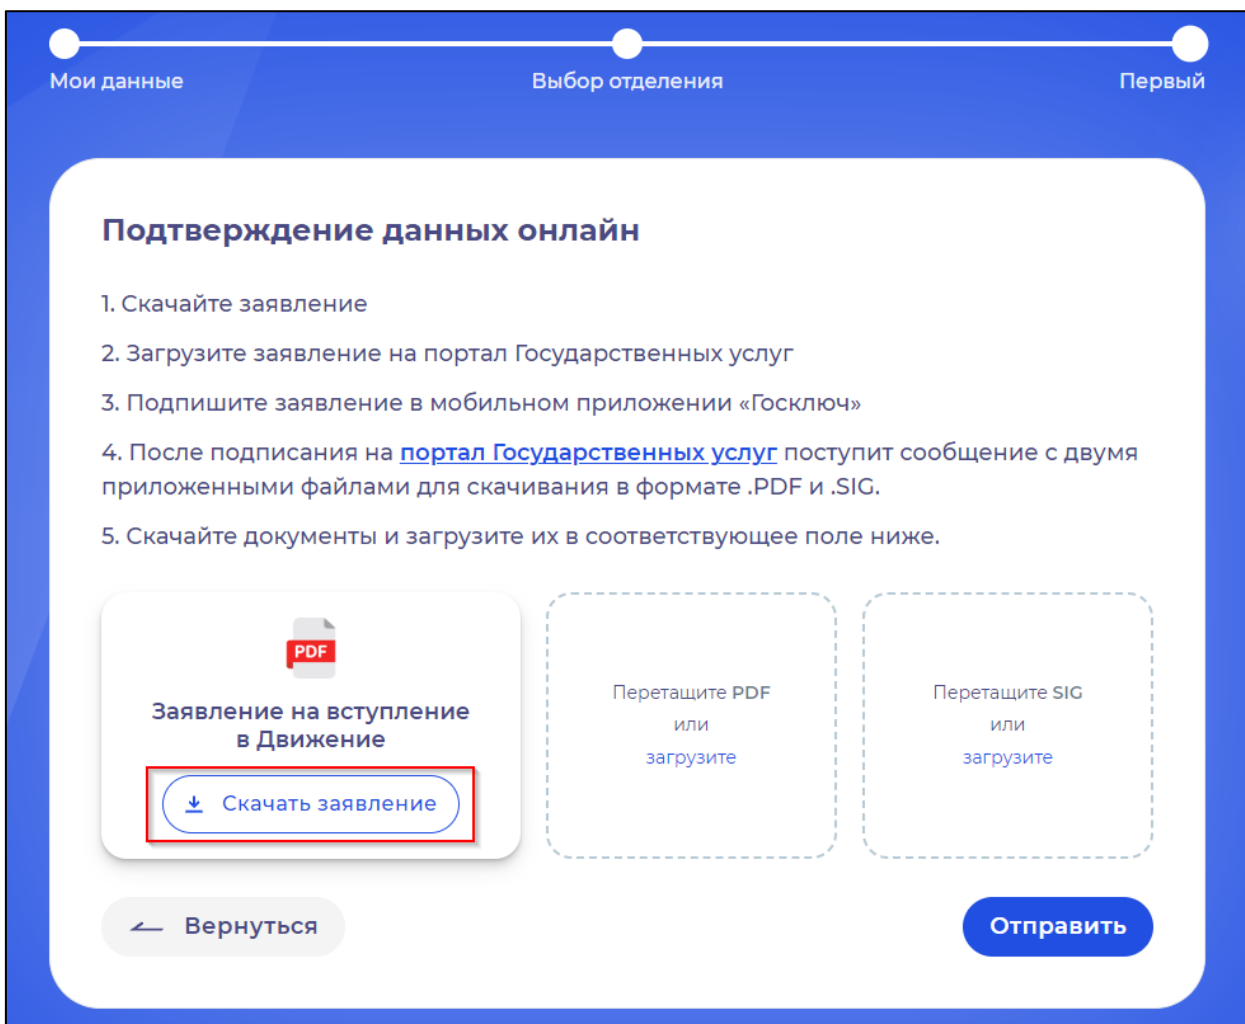 Мои данные
Выбор отделения
Первый
Подтверждение данных онлайн
1. Скачайте заявление
2. Загрузите заявление на портал Государственных услуг
3. Подпишите заявление в мобильном приложении «Госключ»
4. После подписания на портал Государственных услуг поступит сообщение с двумя
приложенными файлами для скачивания в формате .PDF и .SIG.
5. Скачайте документы и загрузите их в соответствующее поле ниже.
PDF
Заявление на вступление
в Движение
Скачать заявление
Перетащите PDF
или
загрузите
Перетащите SIG
или
загрузите
Вернуться
Отправить